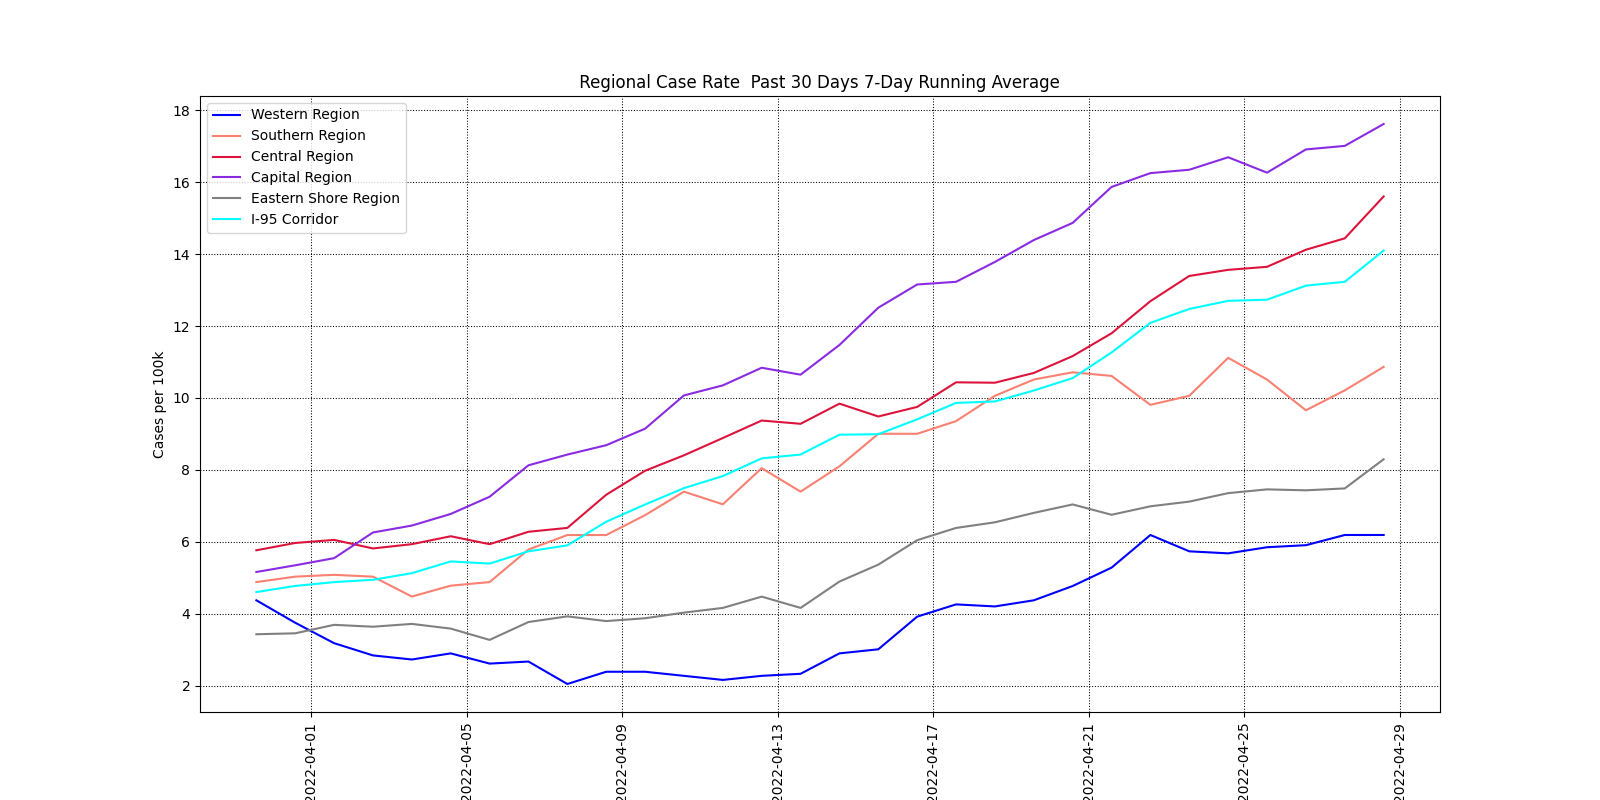 Regional Case Rate  Past 30 Days 7-Day Running Average
Cases per 100k
18
16
14
12
10
8
6
4
2
Western Region
Southern Region
Central Region
Capital Region
Eastern Shore Region
I-95 Corridor
2022-04-01
2022-04-05
2022-04-09
2022-04-13
2022-04-17
2022-04-21
2022-04-25
2022-04-29